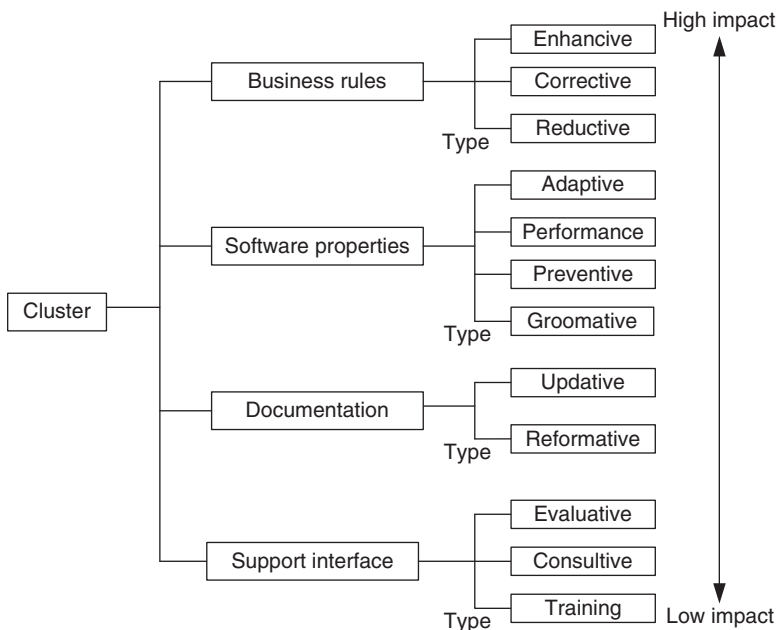 High impact
Enhancive
Business rules
Corrective
Reductive
Type
Adaptive
Performance
Software properties
Preventive
Cluster
Groomative
Type
Updative
Documentation
Reformative
Type
Evaluative
Support interface
Consultive
Training
Type
Low impact